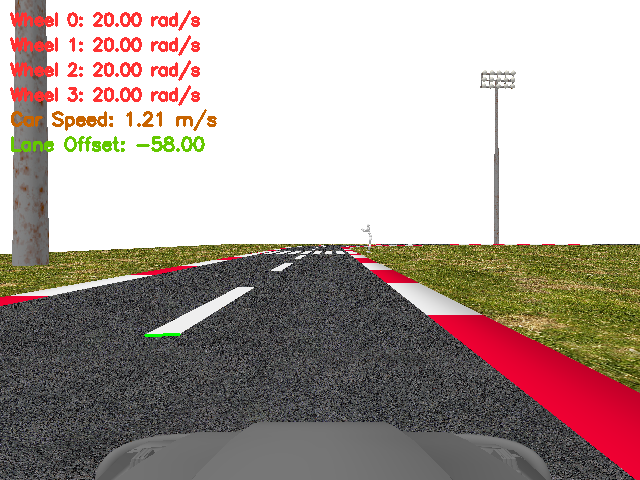 Wheel 0: 20.00 rad/s
Wheel 1: 20.00 rad/s
Wheel 2: 20.00 rad/s
Wheel 3: 20.00 rad/s
Car Speed: 1.21 m/s
Lane Offset: -58.00